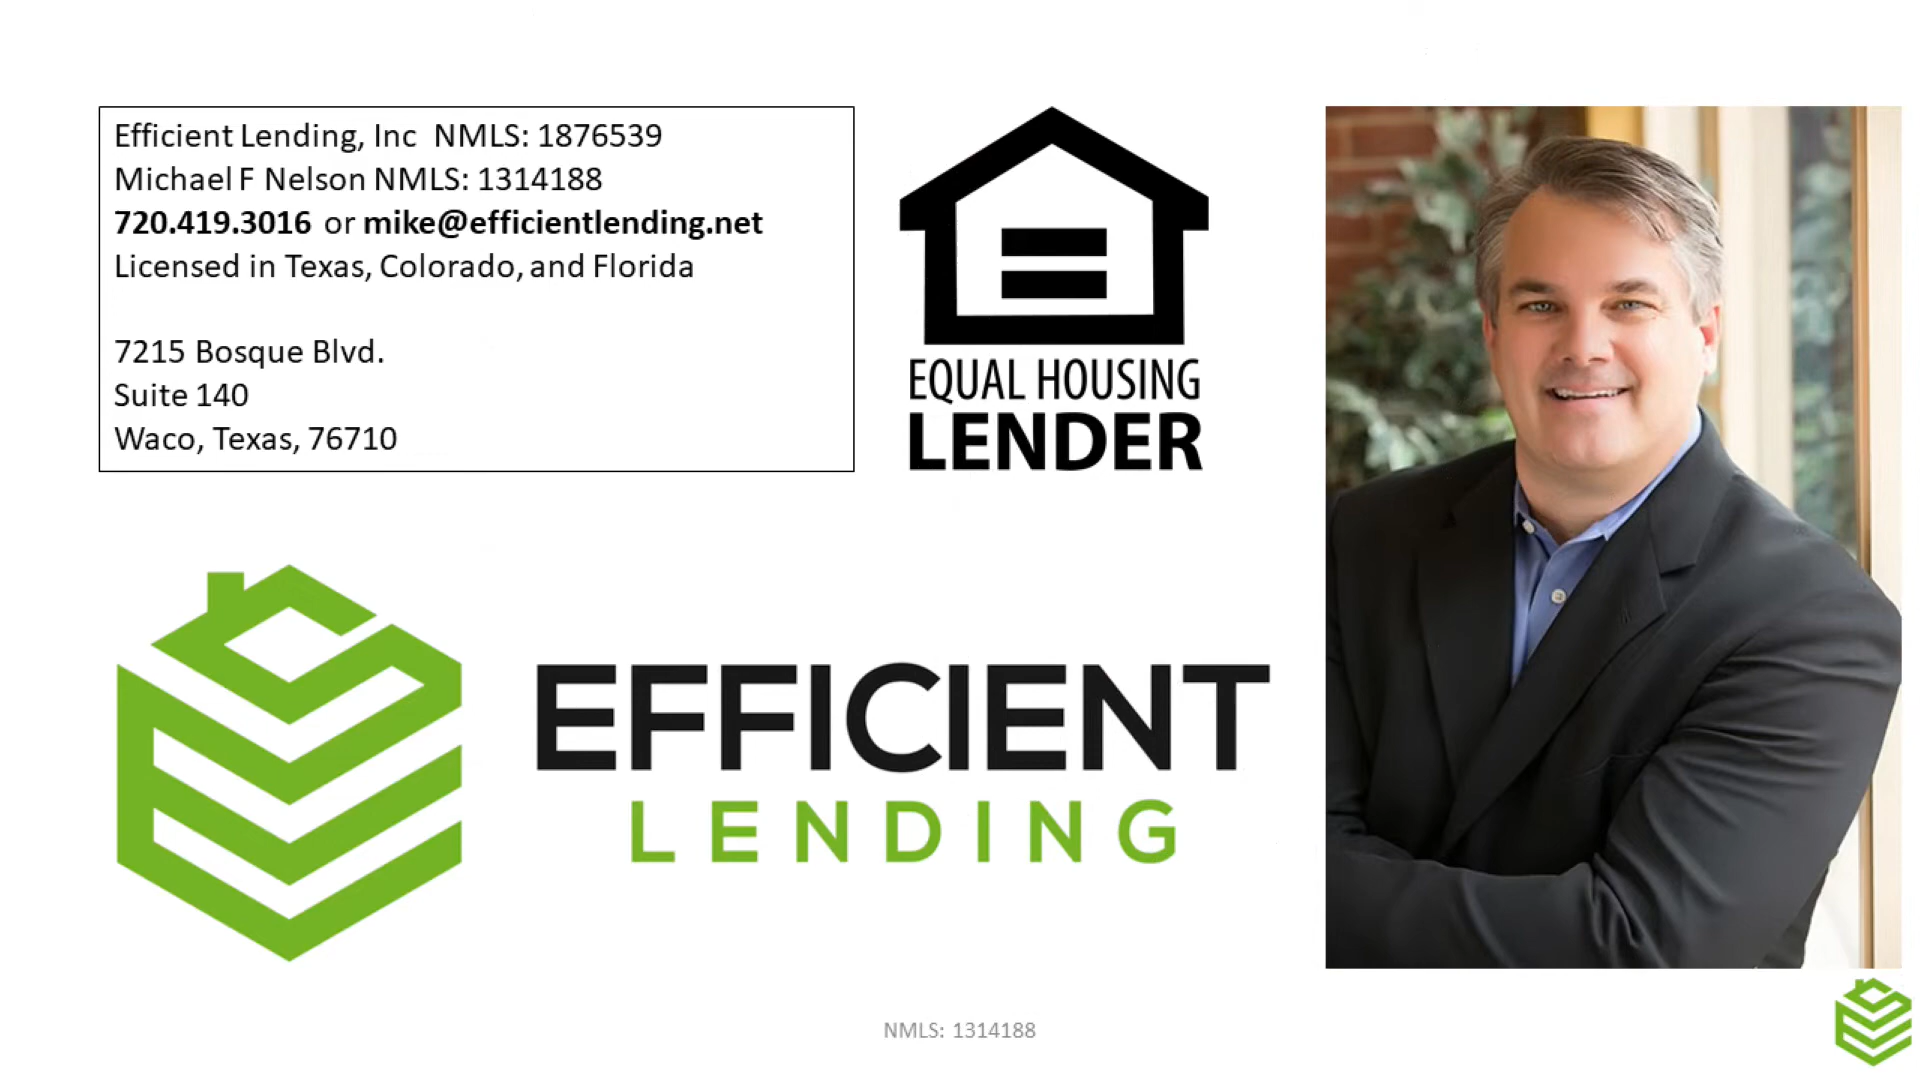 Efficient Lending, Inc  NMLS: 1876539
Michael F Nelson NMLS: 1314188
720.419.3016 or mike@efficientlending.net
Licensed in Texas, Colorado, and Florida
7215 Bosque Blvd.
Suite 140
Waco, Texas, 76710
EQUAL HOUSING
LENDER
EFFICIENT
LENDING
NMLS: 1314188